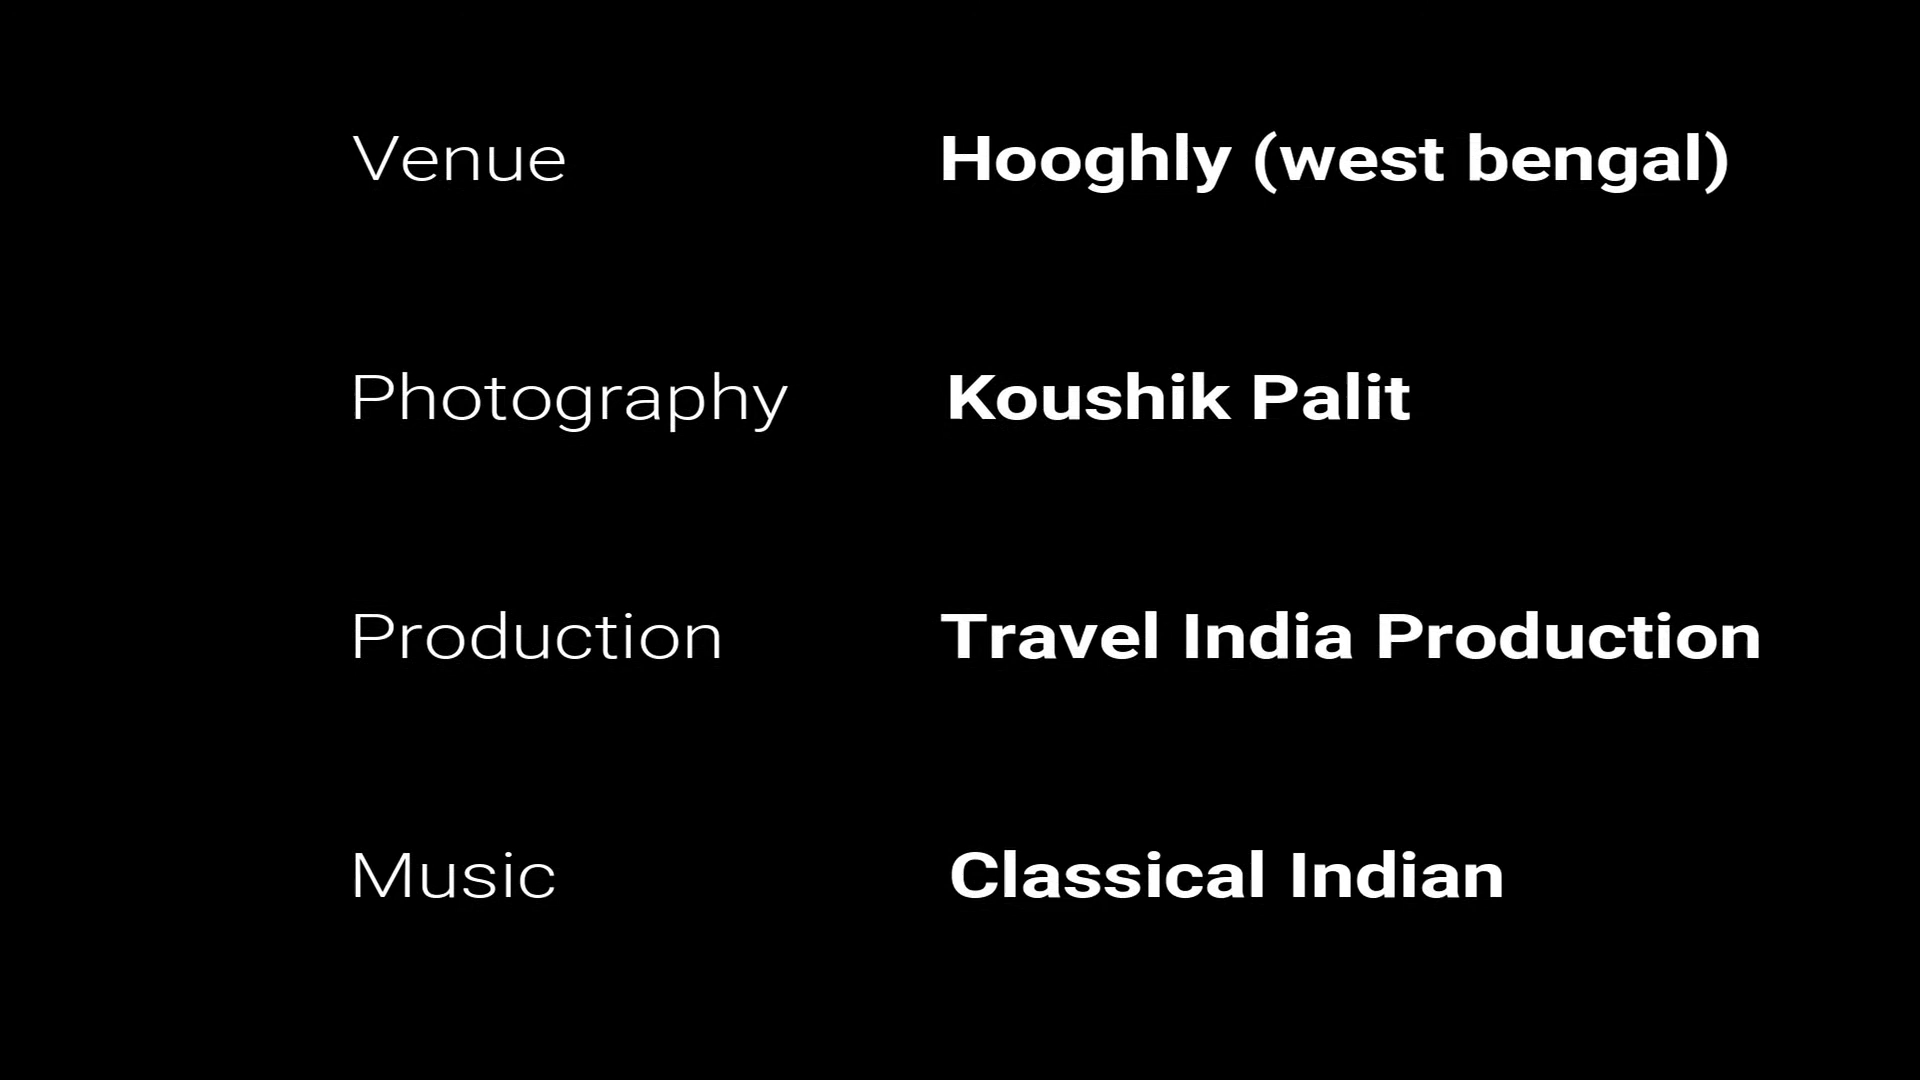 Venue Hooghly (west bengal)
Photography Koushik Palit
Production Travel India Production
Music Classical Indian